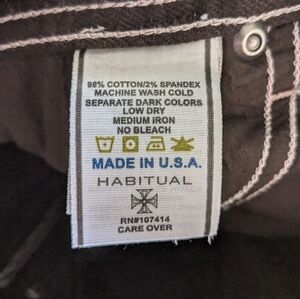 98% COTTON/2% SPANDEX
MACHINE WASH COLD
SEPARATE DARK COLORS
LOW DRY
MEDIUM IRON
NO BLEACH
MADE IN U.S.A.
HABITUAL
RN#107414
CARE OVER